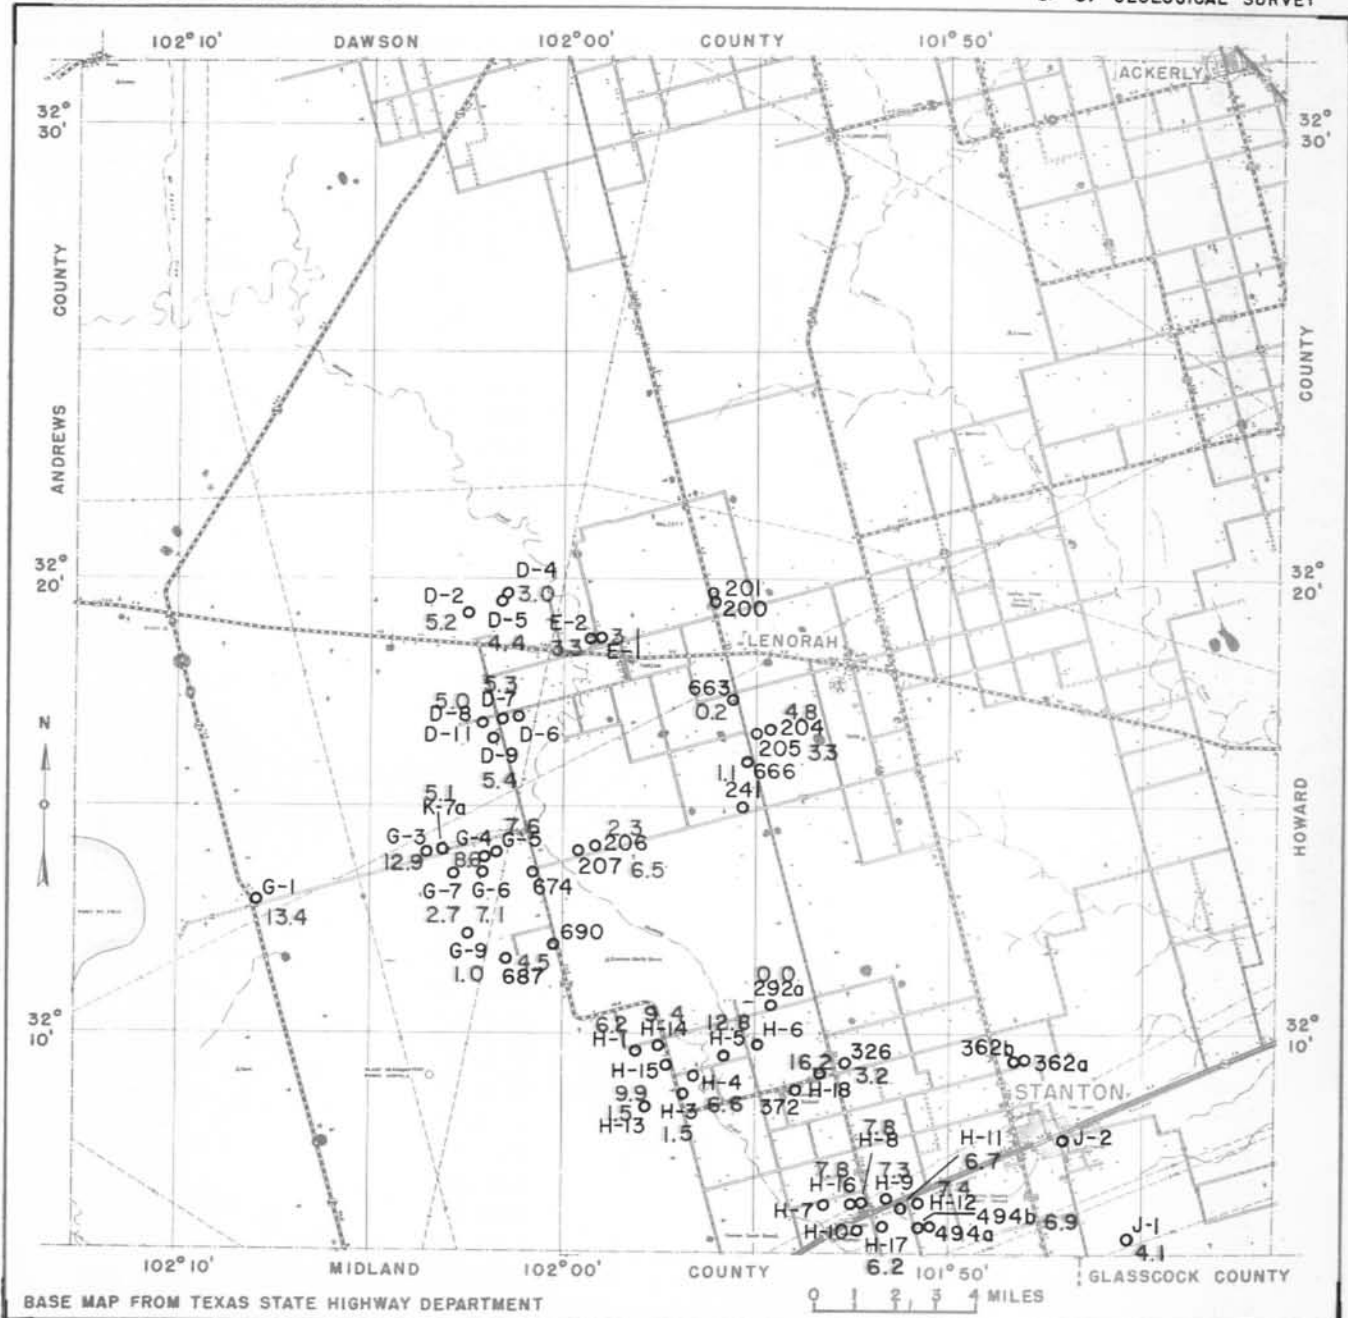 GEOLOGICAL SURVEY
102° 10' DAWSON 102° 00' COUNTY 101° 50'
ACKERLY
32° 30'
32° 30'
ANDREWS COUNTY
COUNTY HOWARD
32° 20'
32° 20'
D-4
3.0
D-2
5.2
D-5
4.4
E-2
3.3
3.1
E-1
201
200
LENORAH
5.3
D-7
5.0
D-8
D-11
D-6
D-9
5.4
663
0.2
4.8
204
205
3.3
1.1
666
241
N
5.1
K-7a
7.6
G-3
12.9
G-4
8.6
G-5
2.3
206
207
6.5
G-7
2.7
G-6
7.1
674
G-1
13.4
690
G-9
1.0
4.5
687
0.0
292a
32° 10'
32° 10'
6.2
H-1
9.4
H-14
12.8
H-5
H-6
H-15
9.9
H-4
6.6
16.2
H-18
326
3.2
372
362b
362a
STANTON
1.5
H-13
H-3
1.5
7.8
H-8
H-11
6.7
J-2
7.8
H-16
7.3
H-9
7.4
H-12
H-7
H-10
H-17
6.2
494b
494a
6.9
J-1
4.1
102° 10' MIDLAND 102° 00' COUNTY 101° 50' GLASSCOCK COUNTY
BASE MAP FROM TEXAS STATE HIGHWAY DEPARTMENT
0 1 2 3 4 MILES